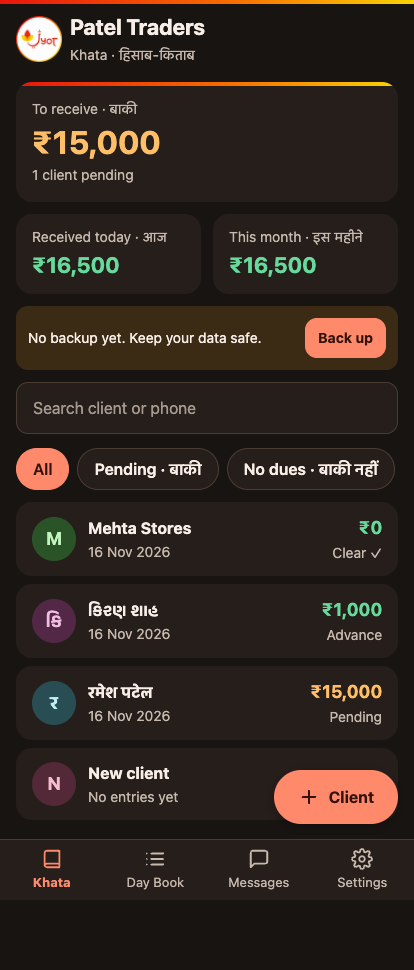 Jyot
Patel Traders
Khata · हिसाब-किताब
To receive · बाकी
₹15,000
1 client pending
Received today · आज
₹16,500
This month · इस महीने
₹16,500
No backup yet. Keep your data safe.
Back up
Search client or phone
All
Pending · बाकी
No dues · बाकी नहीं
M
Mehta Stores
16 Nov 2026
₹0
Clear ✓
કિ
કિરણ શાહ
16 Nov 2026
₹1,000
Advance
र
रमेश पटेल
16 Nov 2026
₹15,000
Pending
N
New client
No entries yet
+ Client
Khata
Day Book
Messages
Settings